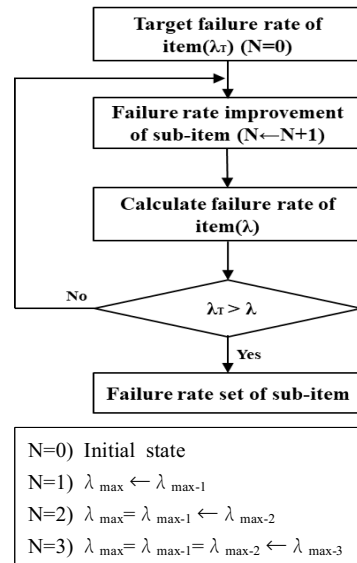 Target failure rate of
item(λT) (N=0)
Failure rate improvement
of sub-item (N←N+1)
Calculate failure rate of
item(λ)
No
λT > λ
Yes
Failure rate set of sub-item
N=0) Initial state
N=1) λ max ← λ max-1
N=2) λ max= λ max-1 ← λ max-2
N=3) λ max= λ max-1= λ max-2 ← λ max-3